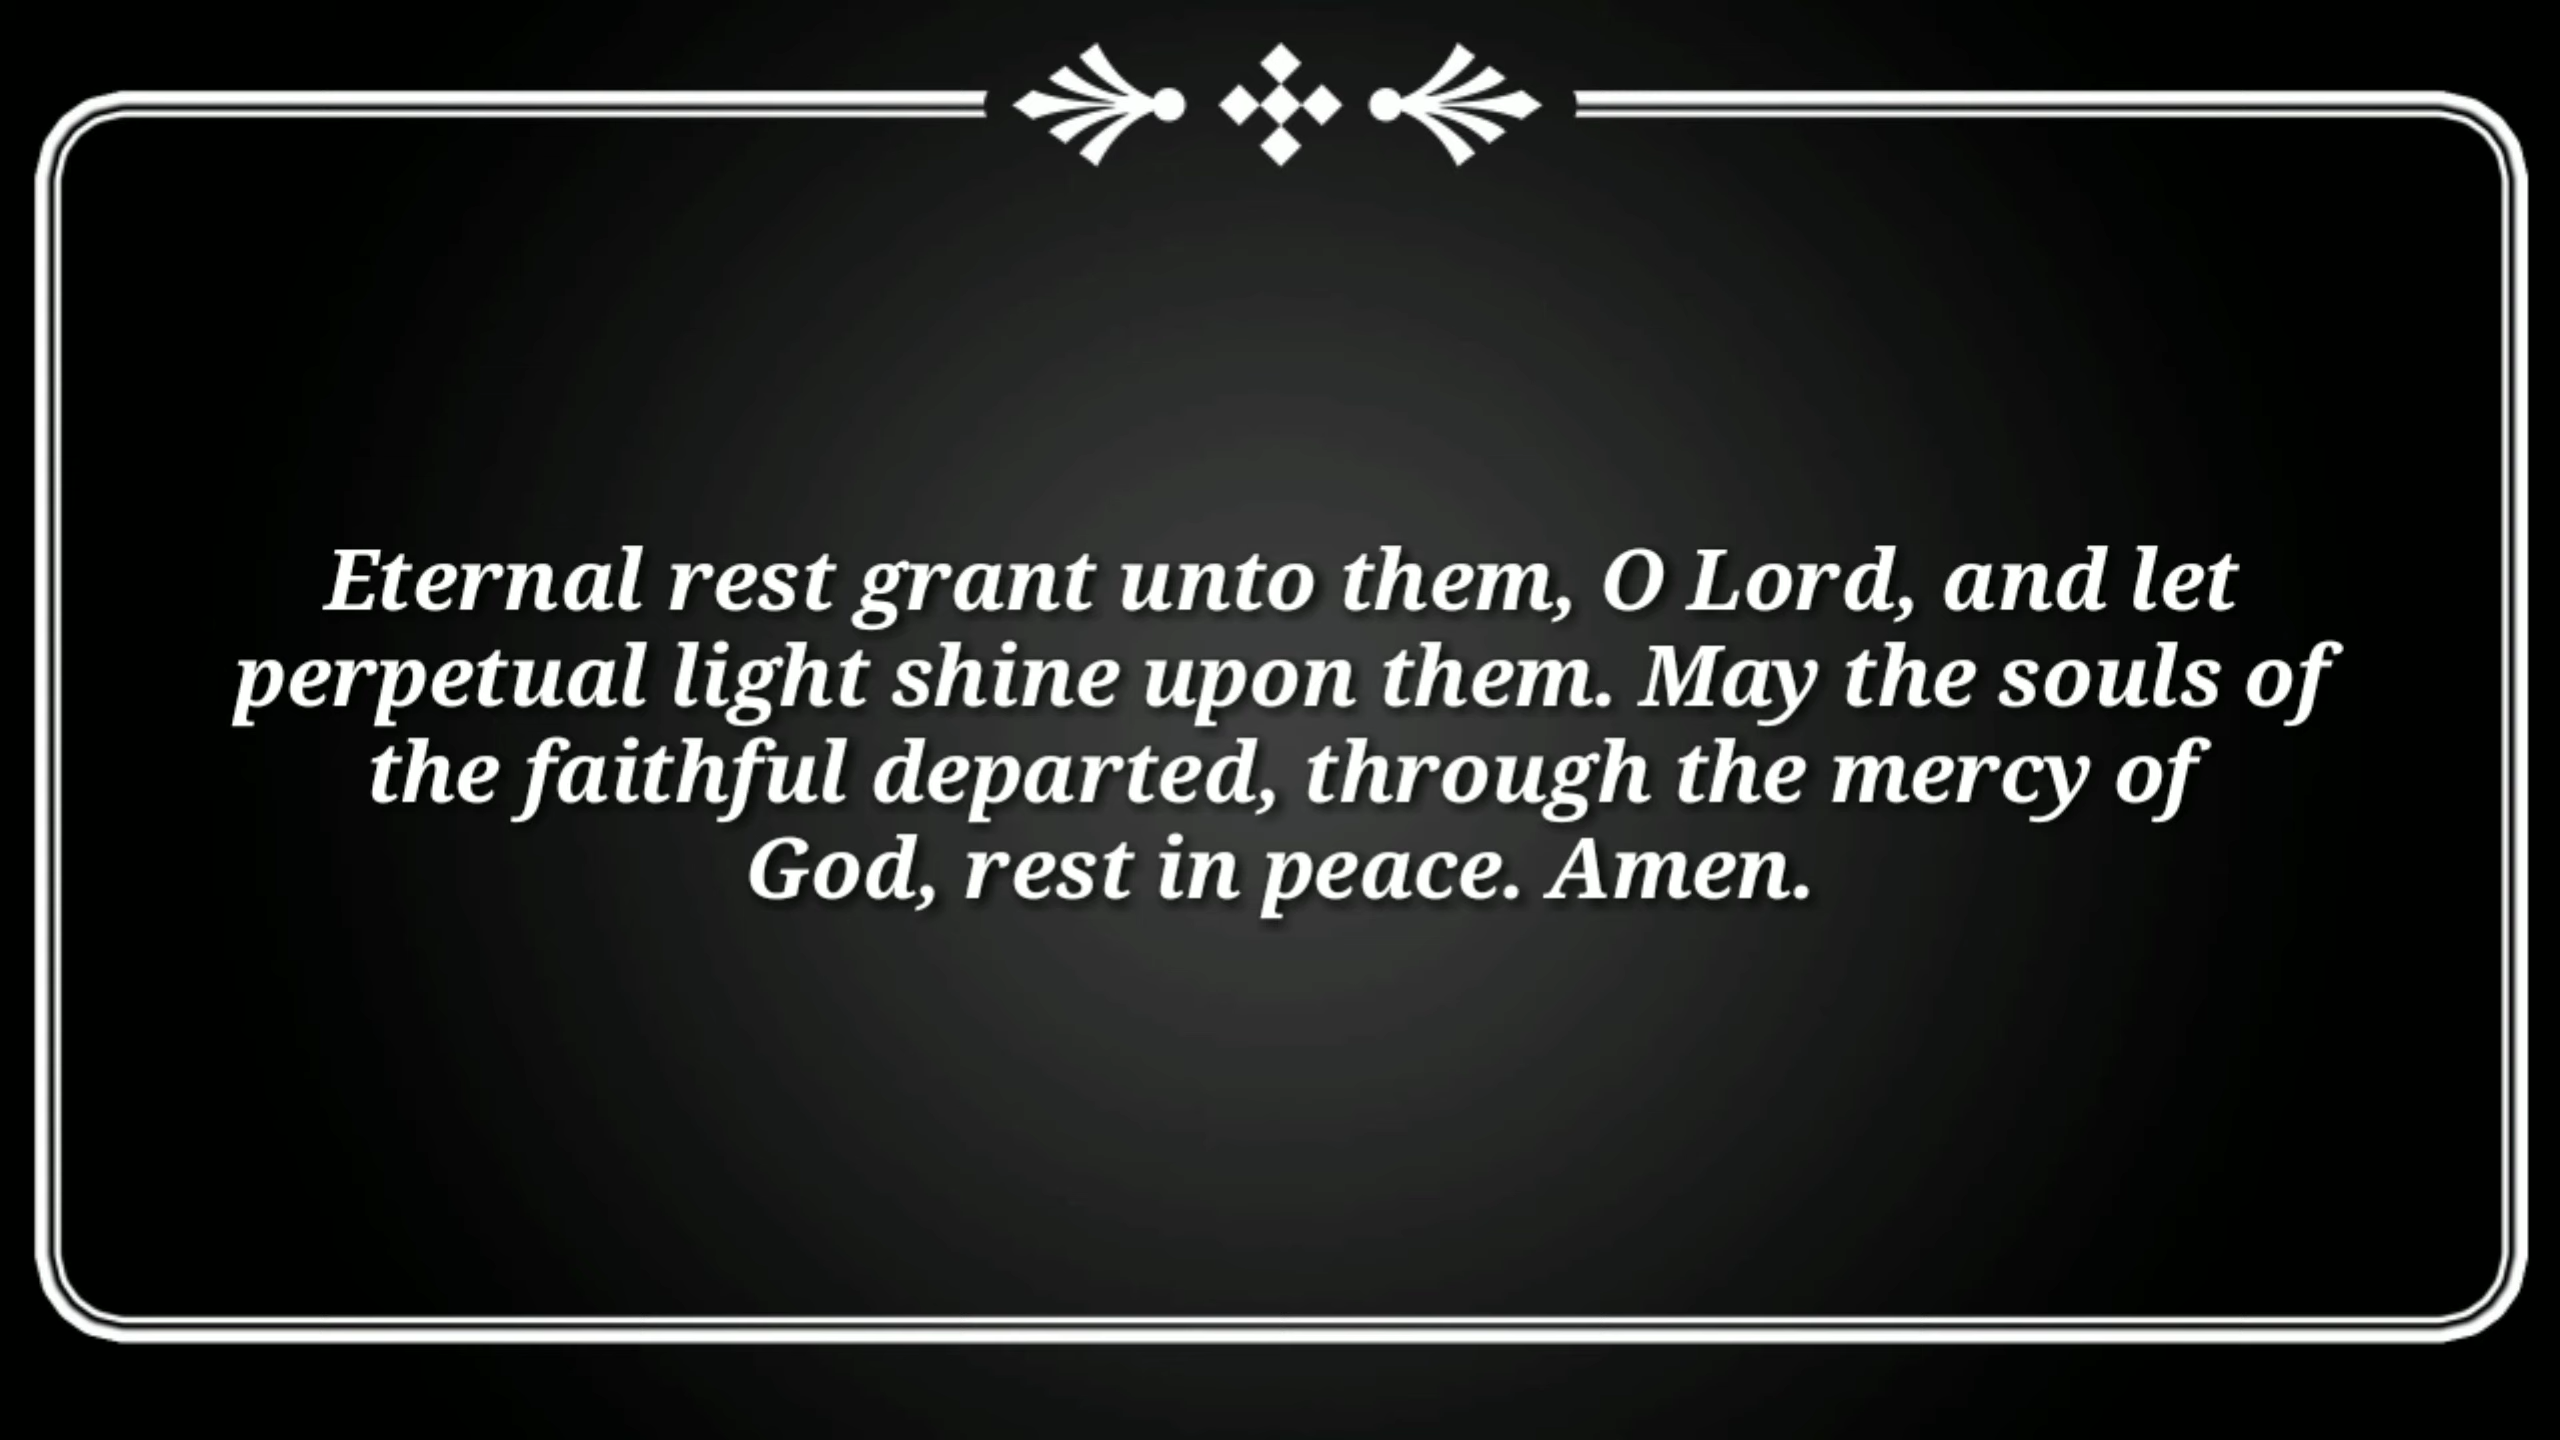 Eternal rest grant unto them, O Lord, and let
perpetual light shine upon them. May the souls of
the faithful departed, through the mercy of
God, rest in peace. Amen.